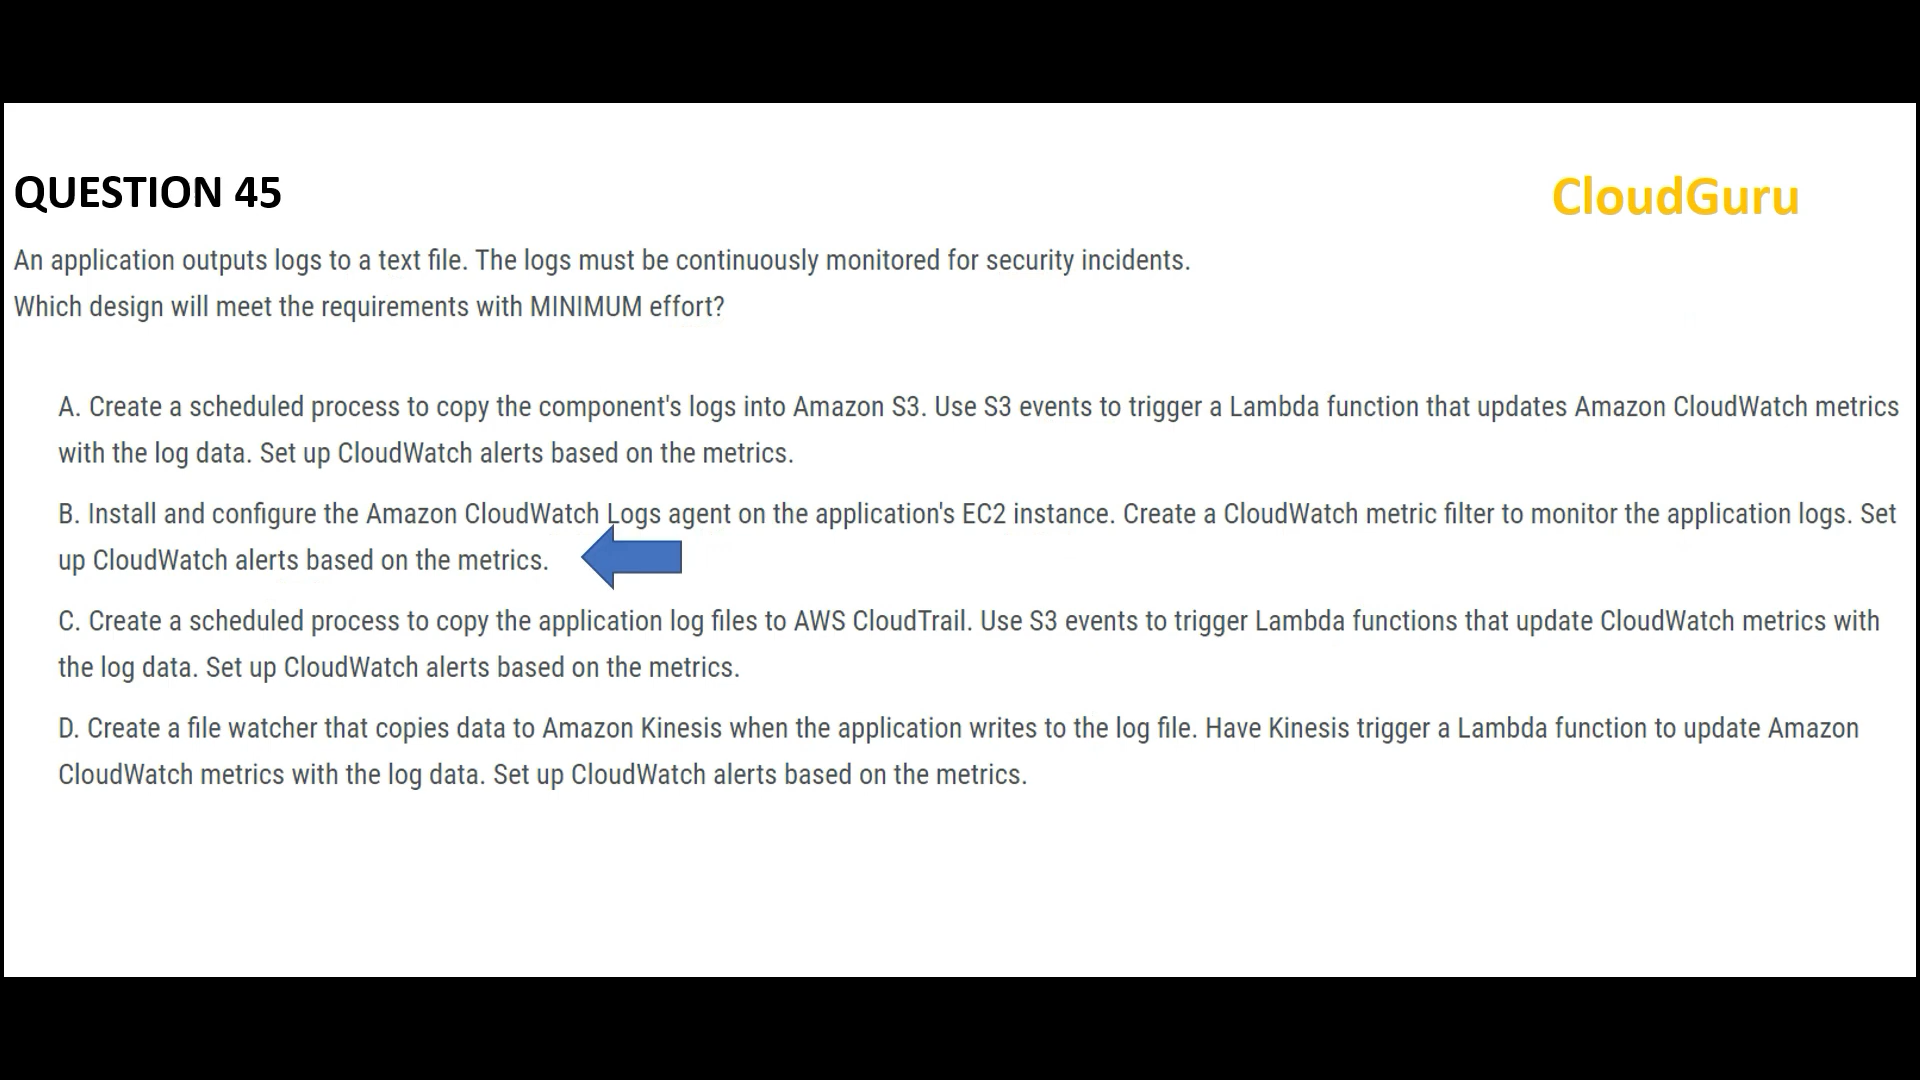 QUESTION 45
CloudGuru
An application outputs logs to a text file. The logs must be continuously monitored for security incidents.
Which design will meet the requirements with MINIMUM effort?
A. Create a scheduled process to copy the component's logs into Amazon S3. Use S3 events to trigger a Lambda function that updates Amazon CloudWatch metrics
with the log data. Set up CloudWatch alerts based on the metrics.
B. Install and configure the Amazon CloudWatch Logs agent on the application's EC2 instance. Create a CloudWatch metric filter to monitor the application logs. Set
up CloudWatch alerts based on the metrics.
C. Create a scheduled process to copy the application log files to AWS CloudTrail. Use S3 events to trigger Lambda functions that update CloudWatch metrics with
the log data. Set up CloudWatch alerts based on the metrics.
D. Create a file watcher that copies data to Amazon Kinesis when the application writes to the log file. Have Kinesis trigger a Lambda function to update Amazon
CloudWatch metrics with the log data. Set up CloudWatch alerts based on the metrics.